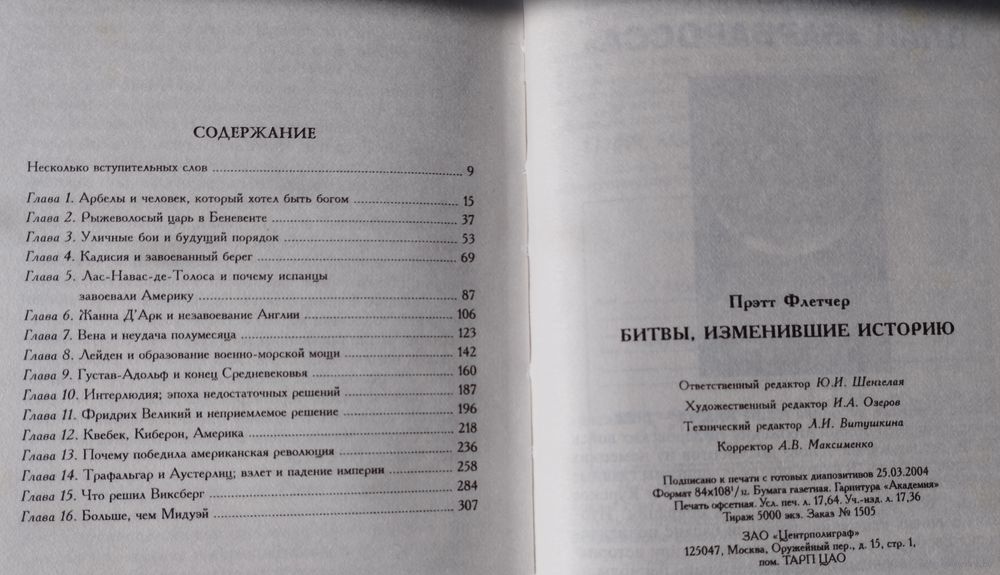 СОДЕРЖАНИЕ
Несколько вступительных слов 9
Глава 1. Арбелы и человек, который хотел быть богом 15
Глава 2. Рыжеволосый царь в Беневенте 37
Глава 3. Уличные бои и будущий порядок 53
Глава 4. Кадисия и завоеванный берег 69
Глава 5. Лас-Навас-де-Толоса и почему испанцы
завоевали Америку 87
Глава 6. Жанна Д'Арк и незавоевание Англии 106
Глава 7. Вена и неудача полумесяца 123
Глава 8. Лейден и образование военно-морской мощи 142
Глава 9. Густав-Адольф и конец Средневековья 160
Глава 10. Интерлюдия; эпоха недостаточных решений 187
Глава 11. Фридрих Великий и неприемлемое решение 196
Глава 12. Квебек, Киберон, Америка 218
Глава 13. Почему победила американская революция 236
Глава 14. Трафальгар и Аустерлиц; взлет и падение империи 258
Глава 15. Что решил Виксберг 284
Глава 16. Больше, чем Мидуэй 307
Прэтт Флетчер
БИТВЫ, ИЗМЕНИВШИЕ ИСТОРИЮ
Ответственный редактор Ю.И. Шенгелая
Художественный редактор И.А. Озеров
Технический редактор Л.И. Витушкина
Корректор А.В. Максименко
Подписано к печати с готовых диапозитивов 25.03.2004
Формат 84x108¹/₃₂. Бумага газетная. Гарнитура «Академия»
Печать офсетная. Усл. печ. л. 17,64. Уч.-изд. л. 17,36
Тираж 5000 экз. Заказ № 1505
ЗАО «Центрполиграф»
125047, Москва, Оружейный пер., д. 15, стр. 1,
пом. ТАРП ЦАО